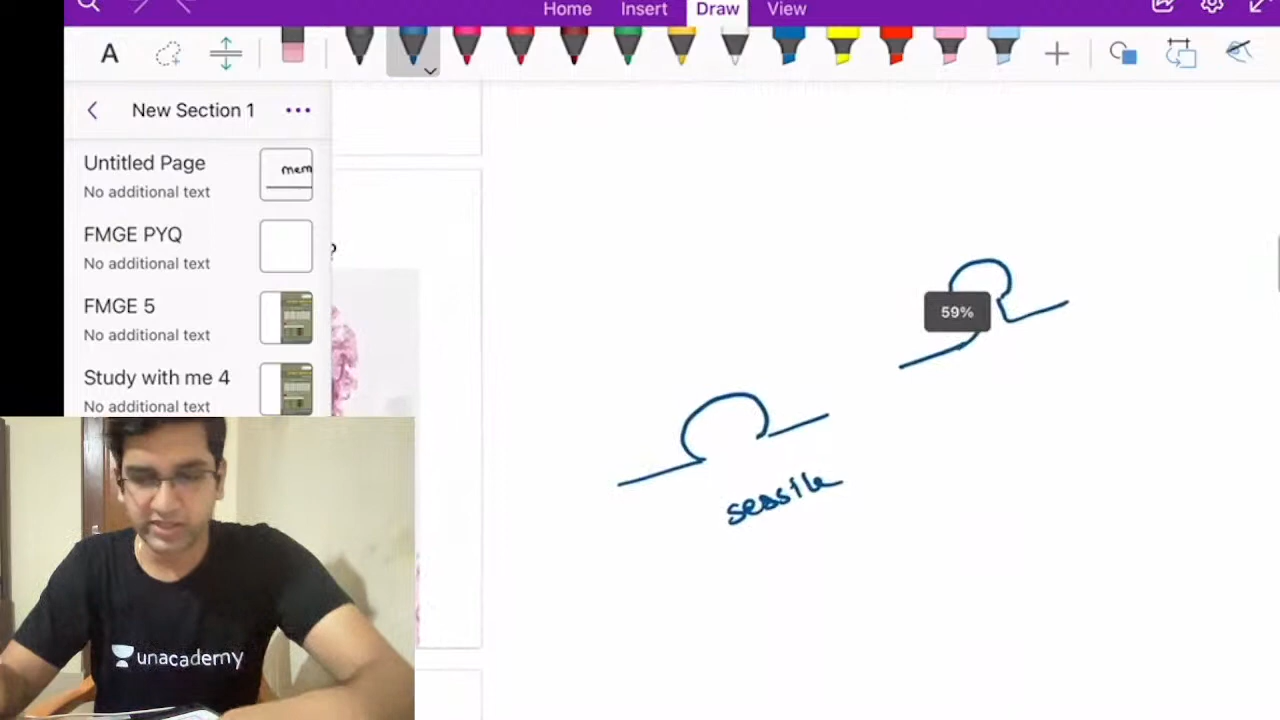 Home Insert Draw View
A
New Section 1
Untitled Page
No additional text
mem
FMGE PYQ
No additional text
?
FMGE 5
No additional text
59%
Study with me 4
No additional text
sessile
unacademy